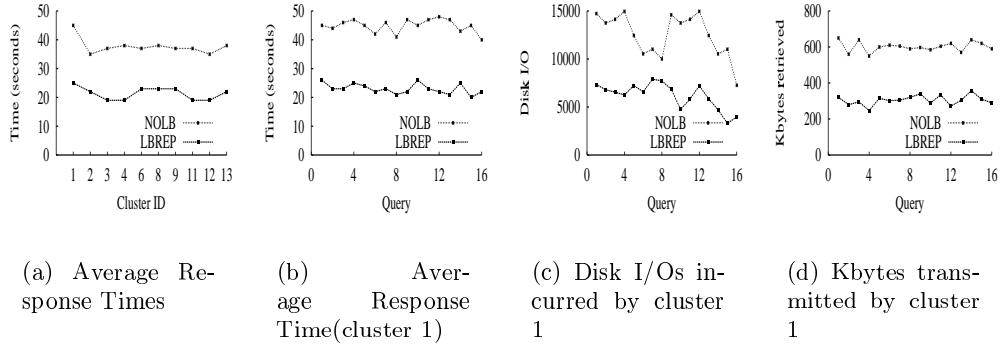 50
40
30
20
10
0
Time (seconds)
NOLB
LBREP
1 2 3 4 6 8 9 11 12 13
Cluster ID
50
40
30
20
10
0
Time (seconds)
NOLB
LBREP
0 4 8 12 16
Query
15000
10000
5000
0
Disk I/O
NOLB
LBREP
0 4 8 12 16
Query
800
600
400
200
0
Kbytes retrieved
NOLB
LBREP
0 4 8 12 16
Query
(a) Average Re-
sponse Times
(b) Aver-
age Response
Time(cluster 1)
(c) Disk I/Os in-
curred by cluster
1
(d) Kbytes trans-
mitted by cluster
1